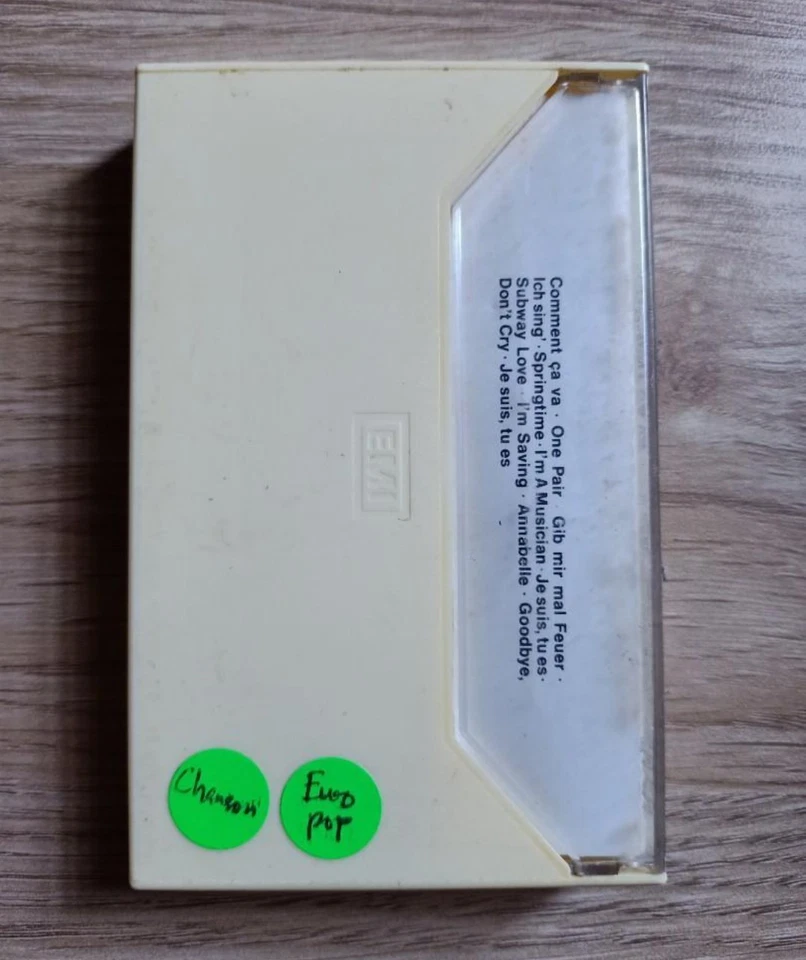 Comment ça va · One Pair · Gib mir mal Feuer ·
Ich sing' · Springtime · I'm A Musician · Je suis, tu es ·
Subway Love · I'm Saving · Annabelle · Goodbye,
Don't Cry · Je suis, tu es
EMI
Chanson
Euro
pop